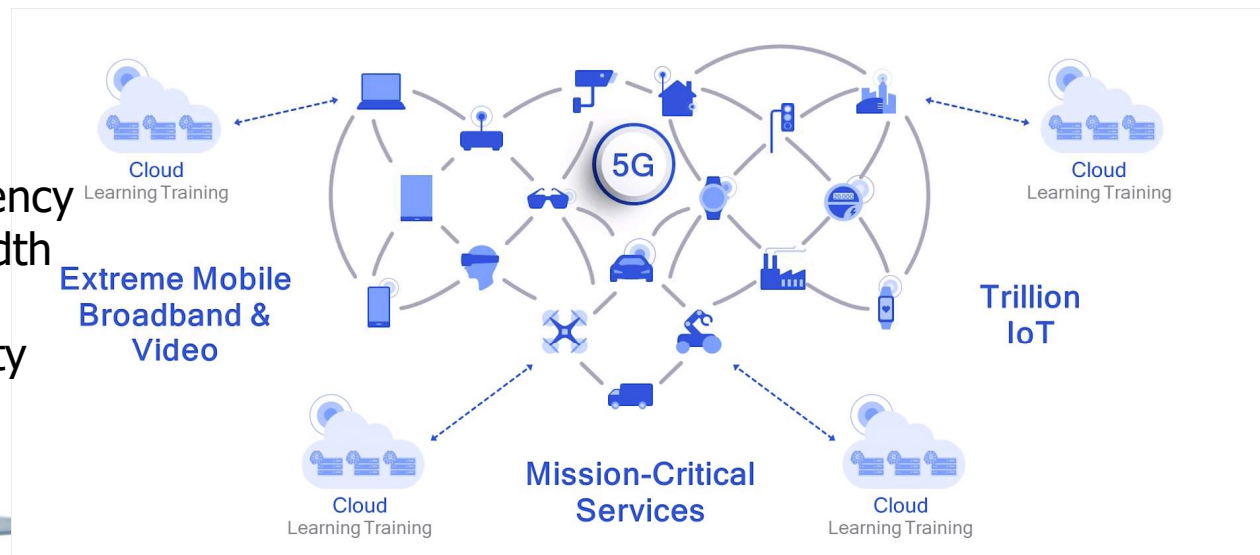 5G
Cloud
Learning Training
Cloud
Learning Training
ency
dth
ty
Extreme Mobile
Broadband &
Video
Trillion
IoT
Mission-Critical
Services
Cloud
Learning Training
Cloud
Learning Training